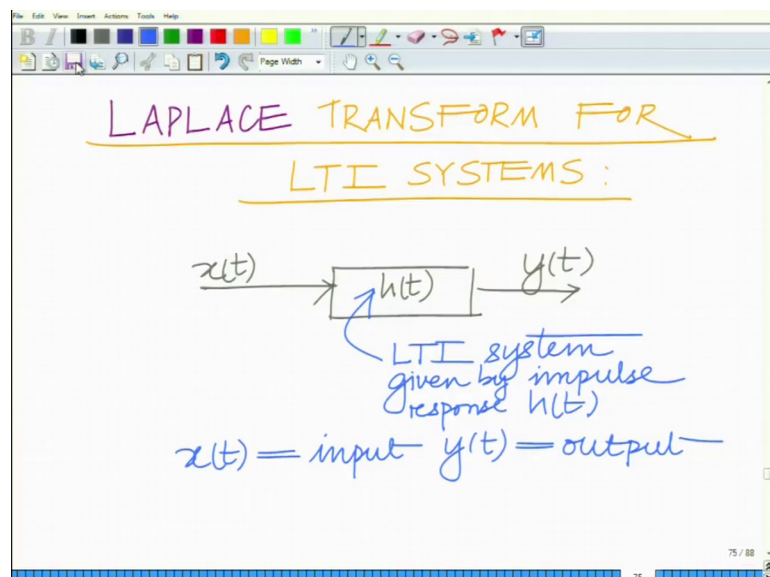 File Edit View Insert Actions Tools Help
B I
Page Width
LAPLACE TRANSFORM FOR
LTI SYSTEMS :
x(t) h(t) y(t)
LTI system
given by impulse
response h(t)
x(t) = input y(t) = output
75 / 88
75